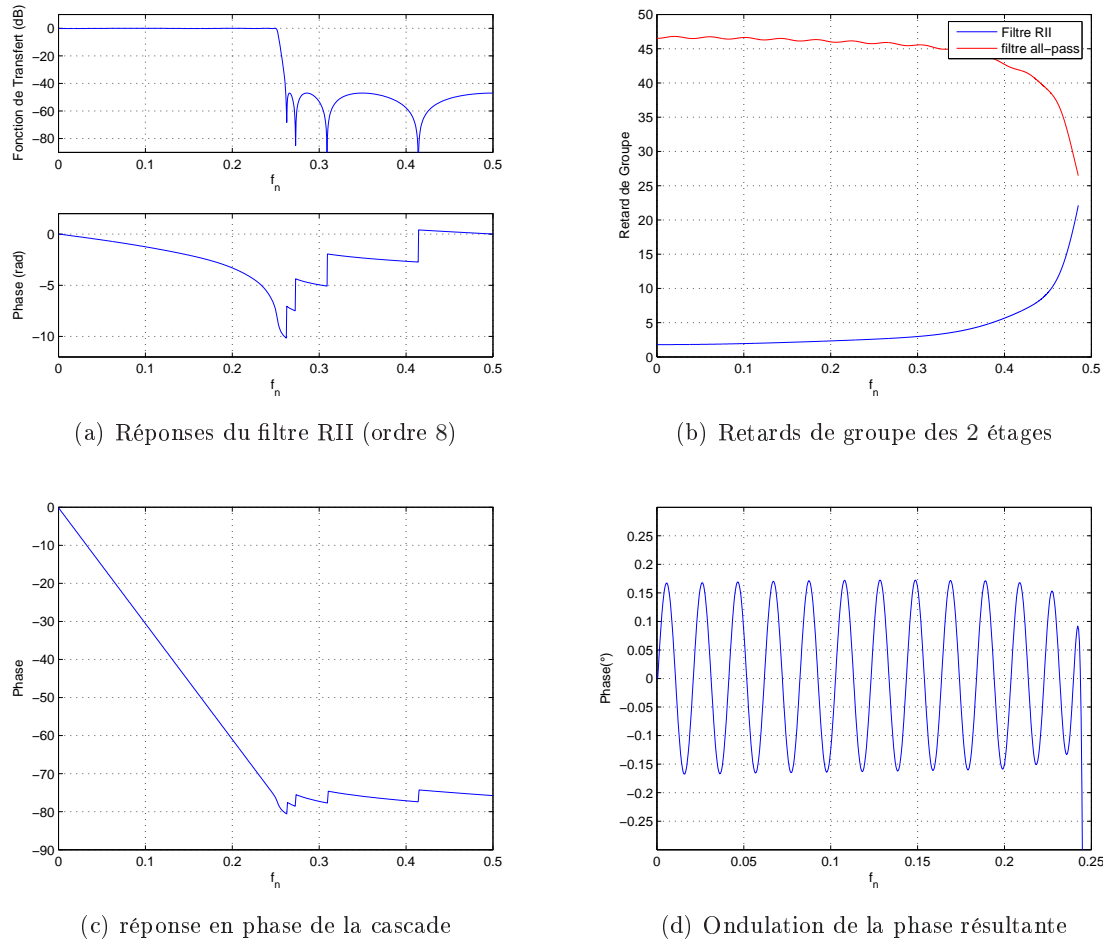 0
−20
−40
−60
−80
Fonction de Transfert (dB)
0 0.1 0.2 0.3 0.4 0.5
f_n
0
−5
−10
Phase (rad)
0 0.1 0.2 0.3 0.4 0.5
f_n
(a) Réponses du filtre RII (ordre 8)
50
45
40
35
30
25
20
15
10
5
0
Retard de Groupe
Filtre RII
filtre all−pass
0 0.1 0.2 0.3 0.4 0.5
f_n
(b) Retards de groupe des 2 étages
0
−10
−20
−30
−40
−50
−60
−70
−80
−90
Phase
0 0.1 0.2 0.3 0.4 0.5
f_n
(c) réponse en phase de la cascade
0.25
0.2
0.15
0.1
0.05
0
−0.05
−0.1
−0.15
−0.2
−0.25
Phase(°)
0 0.05 0.1 0.15 0.2 0.25
f_n
(d) Ondulation de la phase résultante